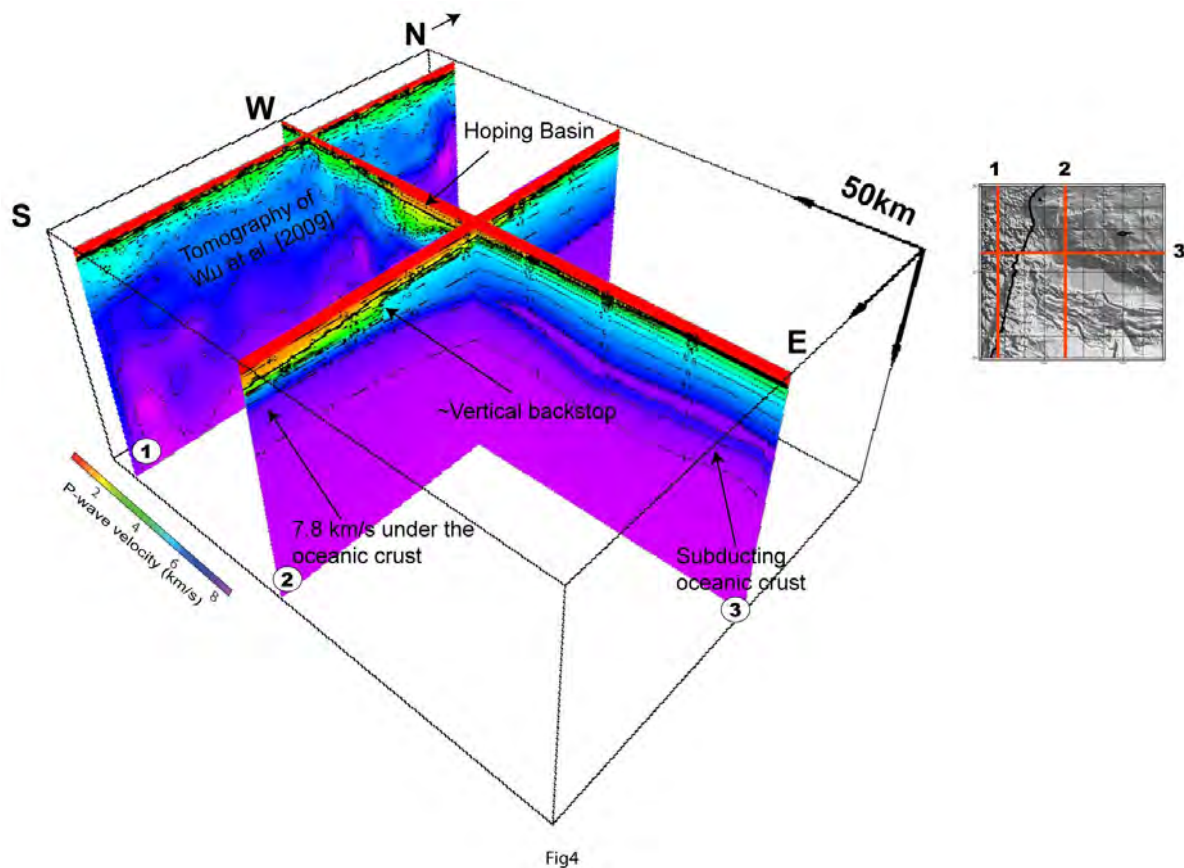 N
W
Hoping Basin
S
Tomography of
Wu et al. [2009]
50km
1
2
3
E
~Vertical backstop
1
2
4
6
8
P-wave velocity (km/s)
7.8 km/s under the
oceanic crust
Subducting
oceanic crust
2
3
Fig4